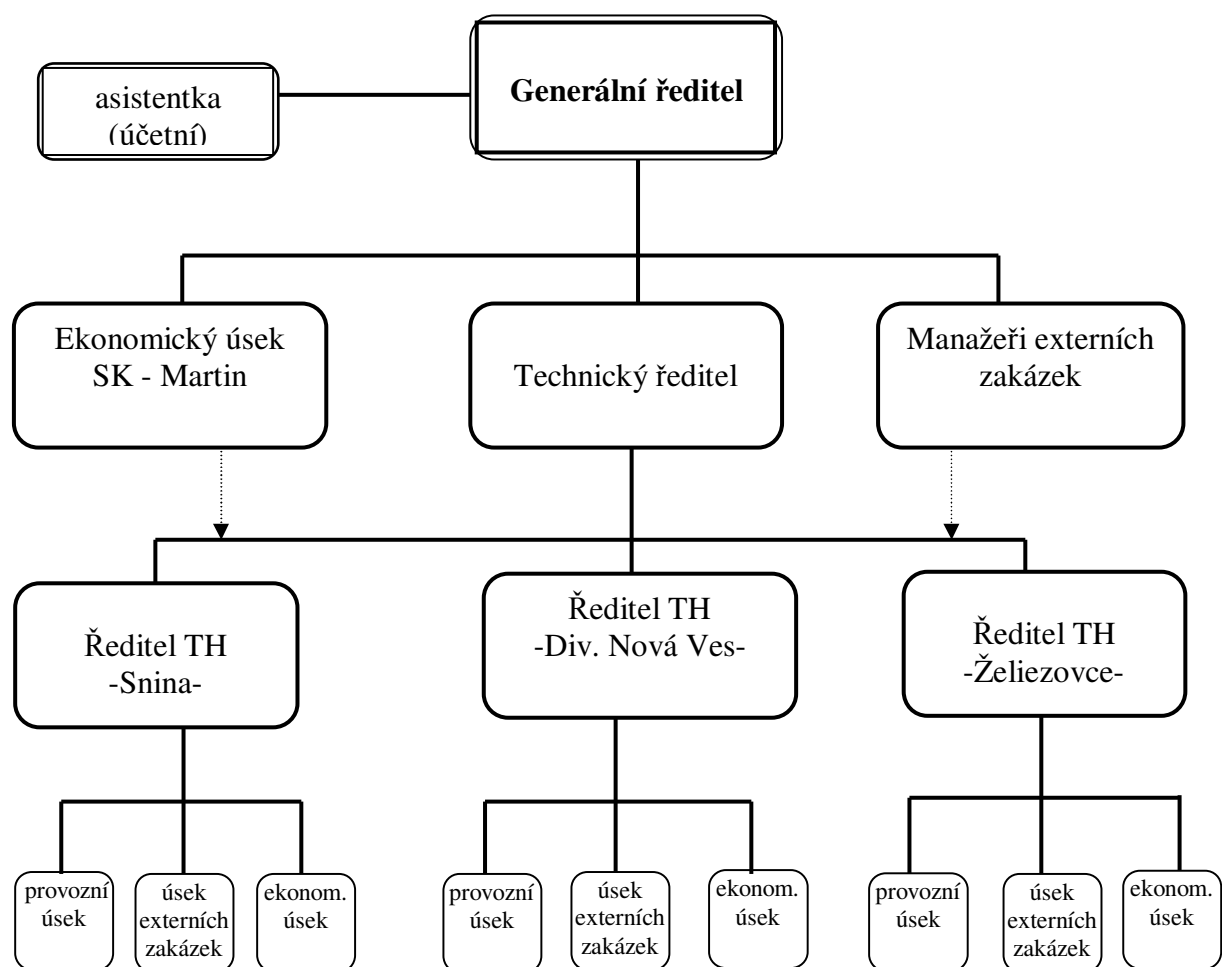 asistentka
(účetní)
Generální ředitel
Ekonomický úsek
SK - Martin
Technický ředitel
Manažeři externích
zakázek
Ředitel TH
-Snina-
Ředitel TH
-Div. Nová Ves-
Ředitel TH
-Želiezovce-
provozní
úsek
úsek
externích
zakázek
ekonom.
úsek
provozní
úsek
úsek
externích
zakázek
ekonom.
úsek
provozní
úsek
úsek
externích
zakázek
ekonom.
úsek